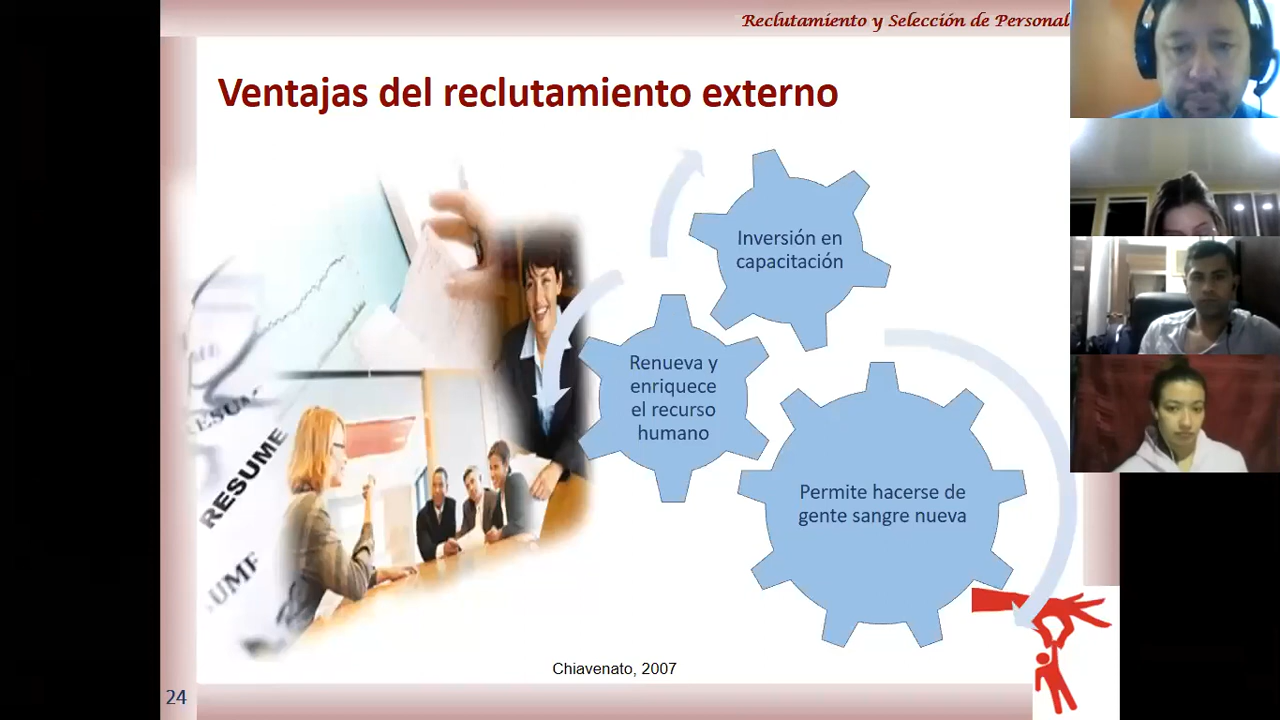 Reclutamiento y Selección de Personal
Ventajas del reclutamiento externo
Inversión en
capacitación
Renueva y
enriquece
el recurso
humano
Permite hacerse de
gente sangre nueva
RESUME
Chiavenato, 2007
24